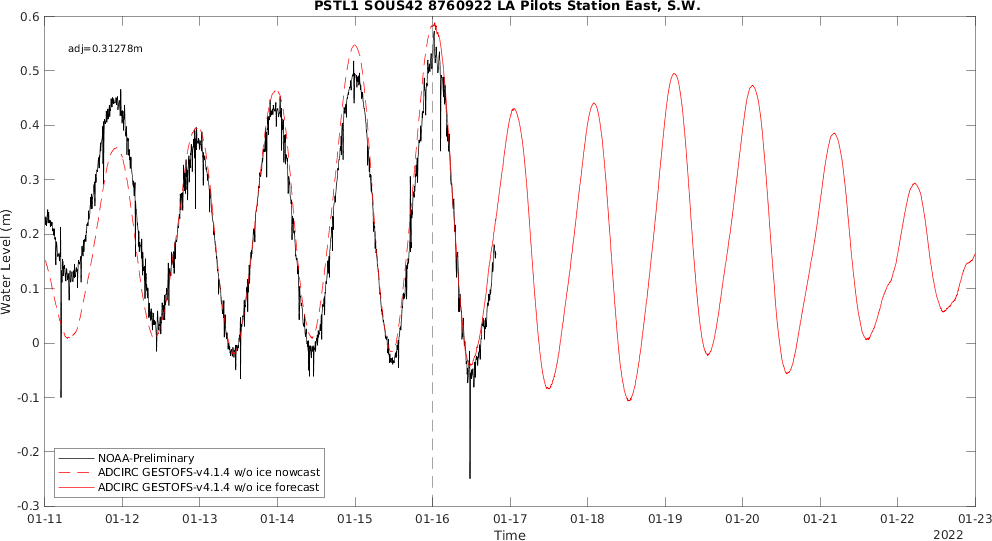 PSTL1 SOUS42 8760922 LA Pilots Station East, S.W.
adj=0.31278m
0.6
0.5
0.4
0.3
0.2
0.1
0
-0.1
-0.2
-0.3
Water Level (m)
NOAA-Preliminary
ADCIRC GESTOFS-v4.1.4 w/o ice nowcast
ADCIRC GESTOFS-v4.1.4 w/o ice forecast
01-11 01-12 01-13 01-14 01-15 01-16 01-17 01-18 01-19 01-20 01-21 01-22 01-23
Time
2022